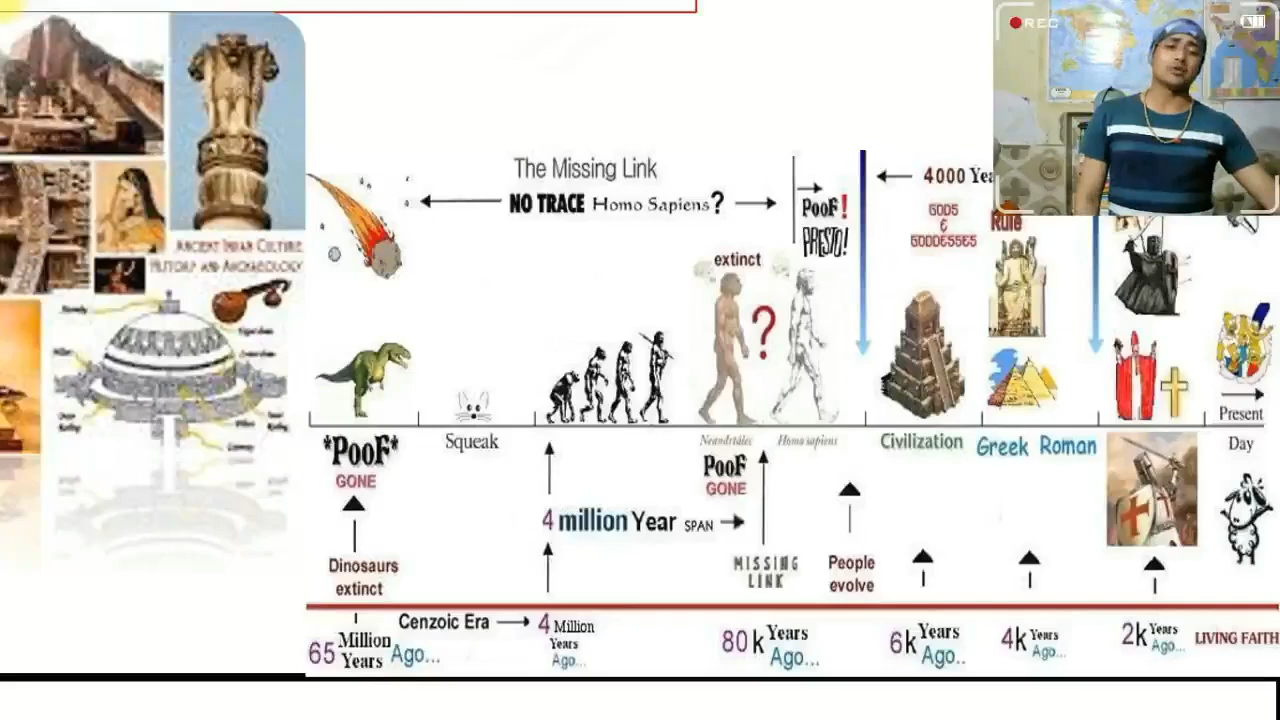 REC
The Missing Link
NO TRACE Homo Sapiens?
POOF!
PRESTO!
4000 Yea
GODS
&
GODDESSES
Rule
ANCIENT INDIAN CULTURE
HISTORY AND ARCHAEOLOGY
extinct
?
Present
Day
*POOF*
GONE
Squeak
Homo sapiens
POOF
GONE
Civilization
Greek Roman
4 million Year SPAN
MISSING
LINK
People
evolve
Dinosaurs
extinct
Cenzoic Era
65 Million
Years Ago...
4 Million
Years
Ago...
80k Years
Ago...
6k Years
Ago..
4k Years
Ago...
2k Years
Ago...
LIVING FAITH